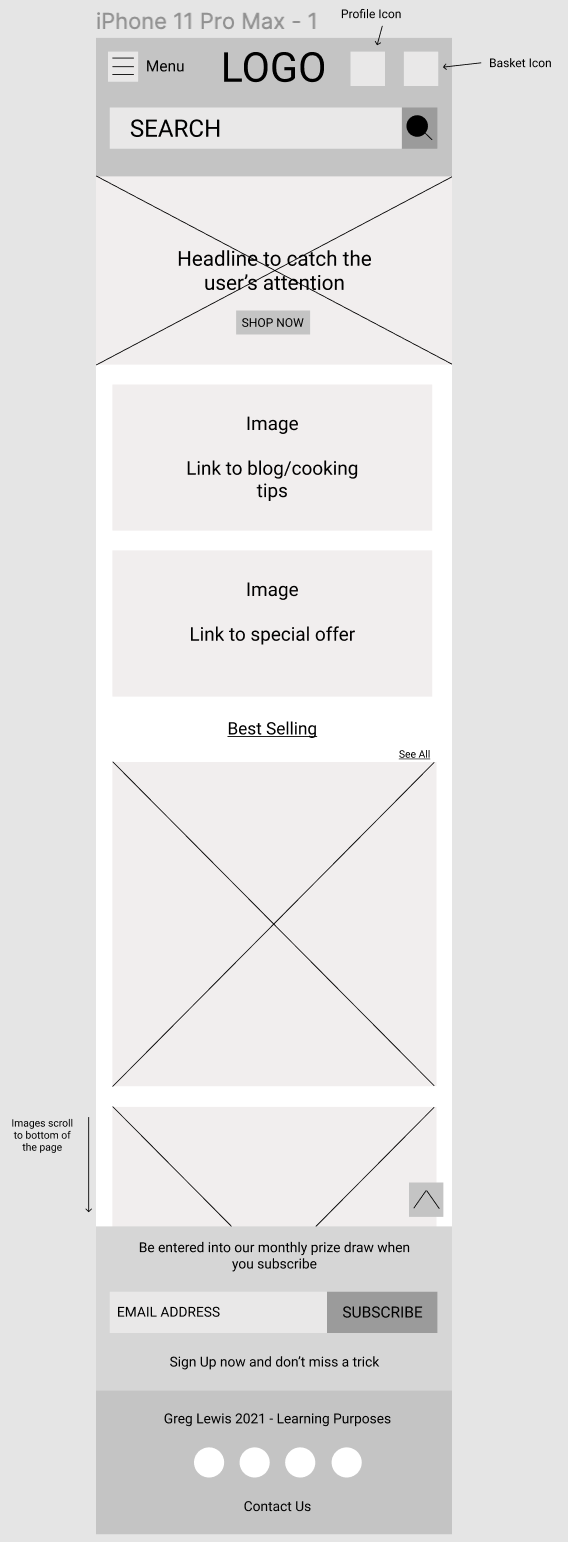 iPhone 11 Pro Max - 1
Profile Icon
Menu
LOGO
Basket Icon
SEARCH
Headline to catch the
user's attention
SHOP NOW
Image
Link to blog/cooking
tips
Image
Link to special offer
Best Selling
See All
Images scroll
to bottom of
the page
Be entered into our monthly prize draw when
you subscribe
EMAIL ADDRESS
SUBSCRIBE
Sign Up now and don't miss a trick
Greg Lewis 2021 - Learning Purposes
Contact Us